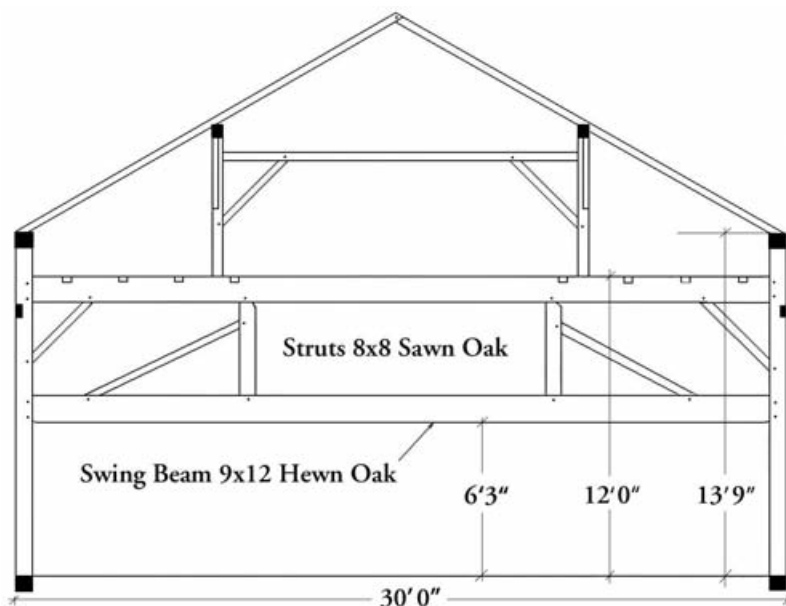 Struts 8x8 Sawn Oak
Swing Beam 9x12 Hewn Oak
6'3"
12'0"
13'9"
30'0"